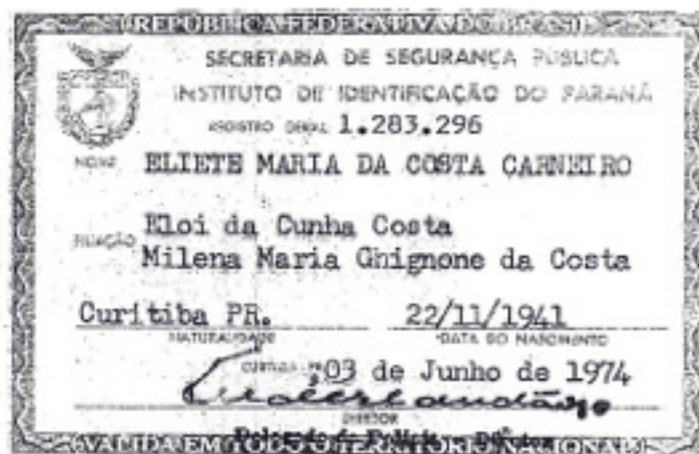 REPÚBLICA FEDERATIVA DO BRASIL
SECRETARIA DE SEGURANÇA PÚBLICA
INSTITUTO DE IDENTIFICAÇÃO DO PARANÁ
REGISTRO GERAL 1.283.296
NOME ELIETE MARIA DA COSTA CARNEIRO
Eloi da Cunha Costa
FILIAÇÃO
Milena Maria Ghignone da Costa
Curitiba PR. 22/11/1941
NATURALIDADE DATA DO NASCIMENTO
CURITIBA 03 de Junho de 1974
DIRETOR
VALIDA EM TODO O TERRITÓRIO NACIONAL